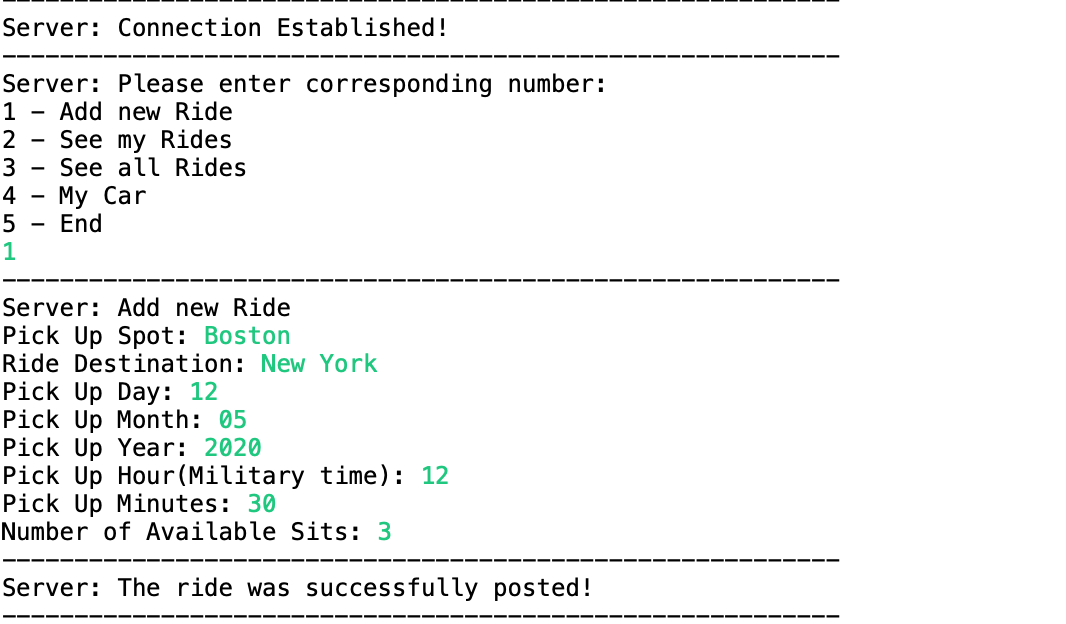 ----------------------------------------------------------
Server: Connection Established!
----------------------------------------------------------
Server: Please enter corresponding number:
1 - Add new Ride
2 - See my Rides
3 - See all Rides
4 - My Car
5 - End
1
----------------------------------------------------------
Server: Add new Ride
Pick Up Spot: Boston
Ride Destination: New York
Pick Up Day: 12
Pick Up Month: 05
Pick Up Year: 2020
Pick Up Hour(Military time): 12
Pick Up Minutes: 30
Number of Available Sits: 3
----------------------------------------------------------
Server: The ride was successfully posted!
----------------------------------------------------------